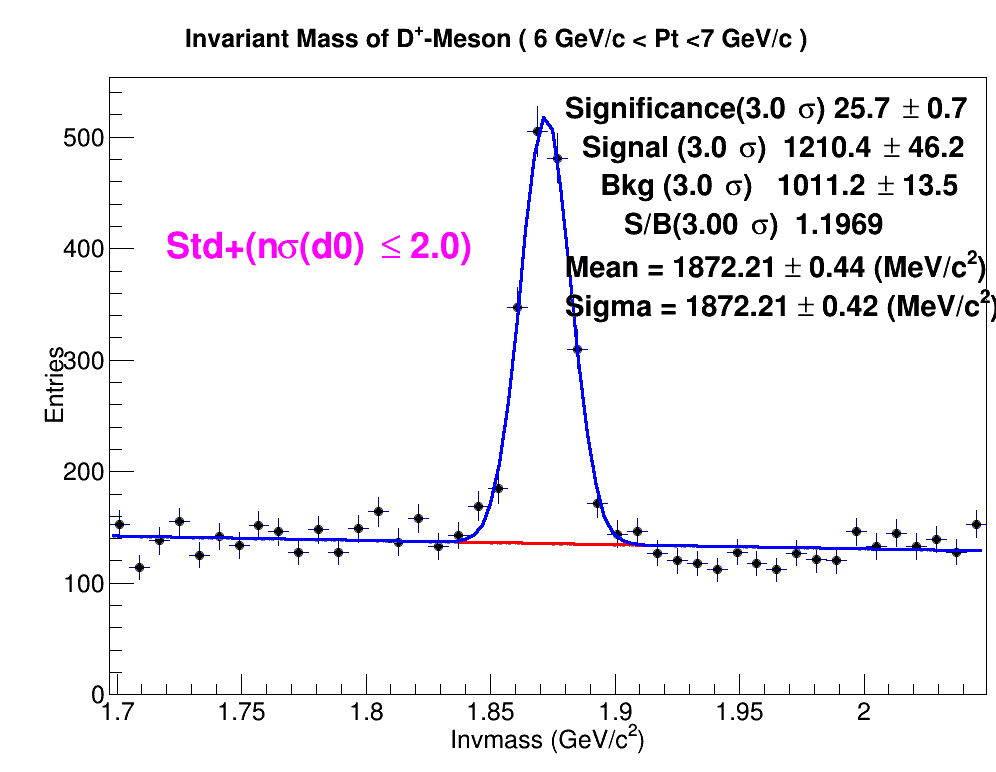 Invariant Mass of D⁺-Meson ( 6 GeV/c < Pt <7 GeV/c )
Significance(3.0 σ) 25.7 ± 0.7
Signal (3.0 σ) 1210.4 ± 46.2
Bkg (3.0 σ) 1011.2 ± 13.5
S/B(3.00 σ) 1.1969
Mean = 1872.21 ± 0.44 (MeV/c²)
Sigma = 1872.21 ± 0.42 (MeV/c²)
Std+(nσ(d0) ≤ 2.0)
Entries
500
400
300
200
100
0
1.7 1.75 1.8 1.85 1.9 1.95 2
Invmass (GeV/c²)